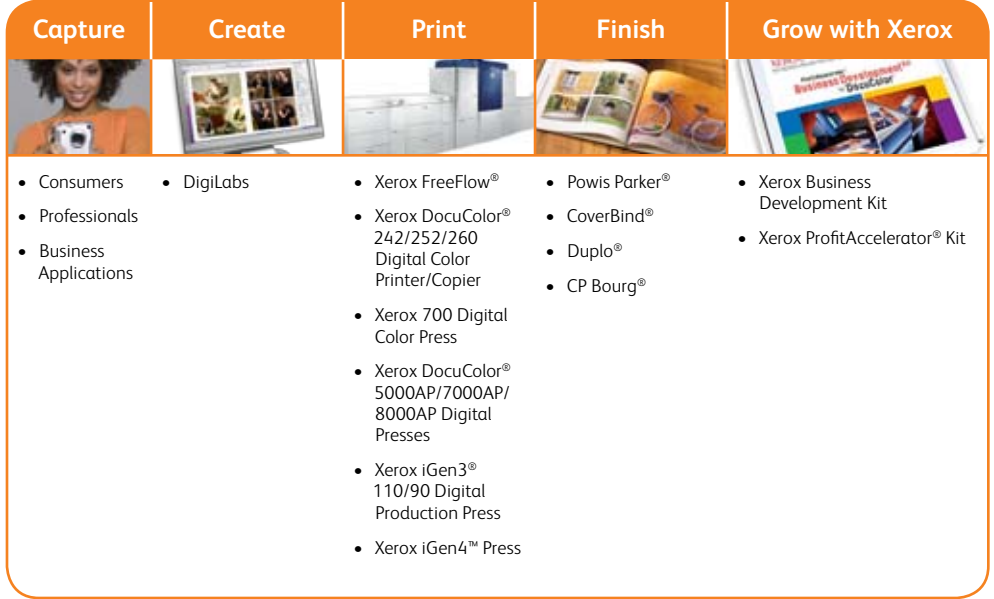 Capture
Create
Print
Finish
Grow with Xerox
Business Development
DocuColor
• Consumers
• Professionals
• Business
Applications
• DigiLabs
• Xerox FreeFlow®
• Xerox DocuColor®
242/252/260
Digital Color
Printer/Copier
• Xerox 700 Digital
Color Press
• Xerox DocuColor®
5000AP/7000AP/
8000AP Digital
Presses
• Xerox iGen3®
110/90 Digital
Production Press
• Xerox iGen4™ Press
• Powis Parker®
• CoverBind®
• Duplo®
• CP Bourg®
• Xerox Business
Development Kit
• Xerox ProfitAccelerator® Kit